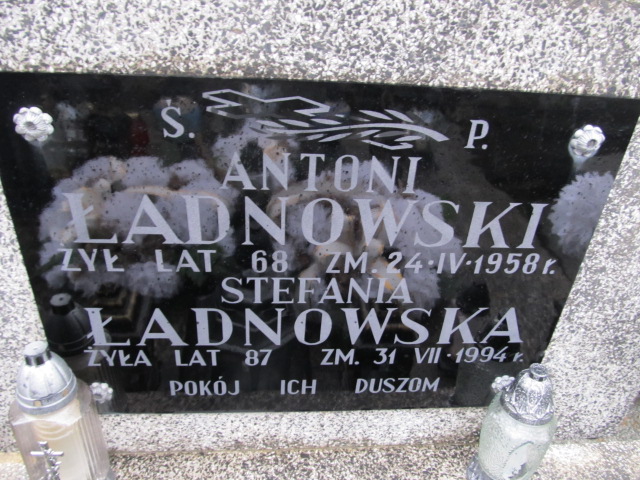 S. P.
ANTONI
ŁADNOWSKI
ŻYŁ LAT 68 ZM. 24·IV·1958 r.
STEFANIA
ŁADNOWSKA
ŻYŁA LAT 87 ZM. 31 VII·1994 r.
POKÓJ ICH DUSZOM